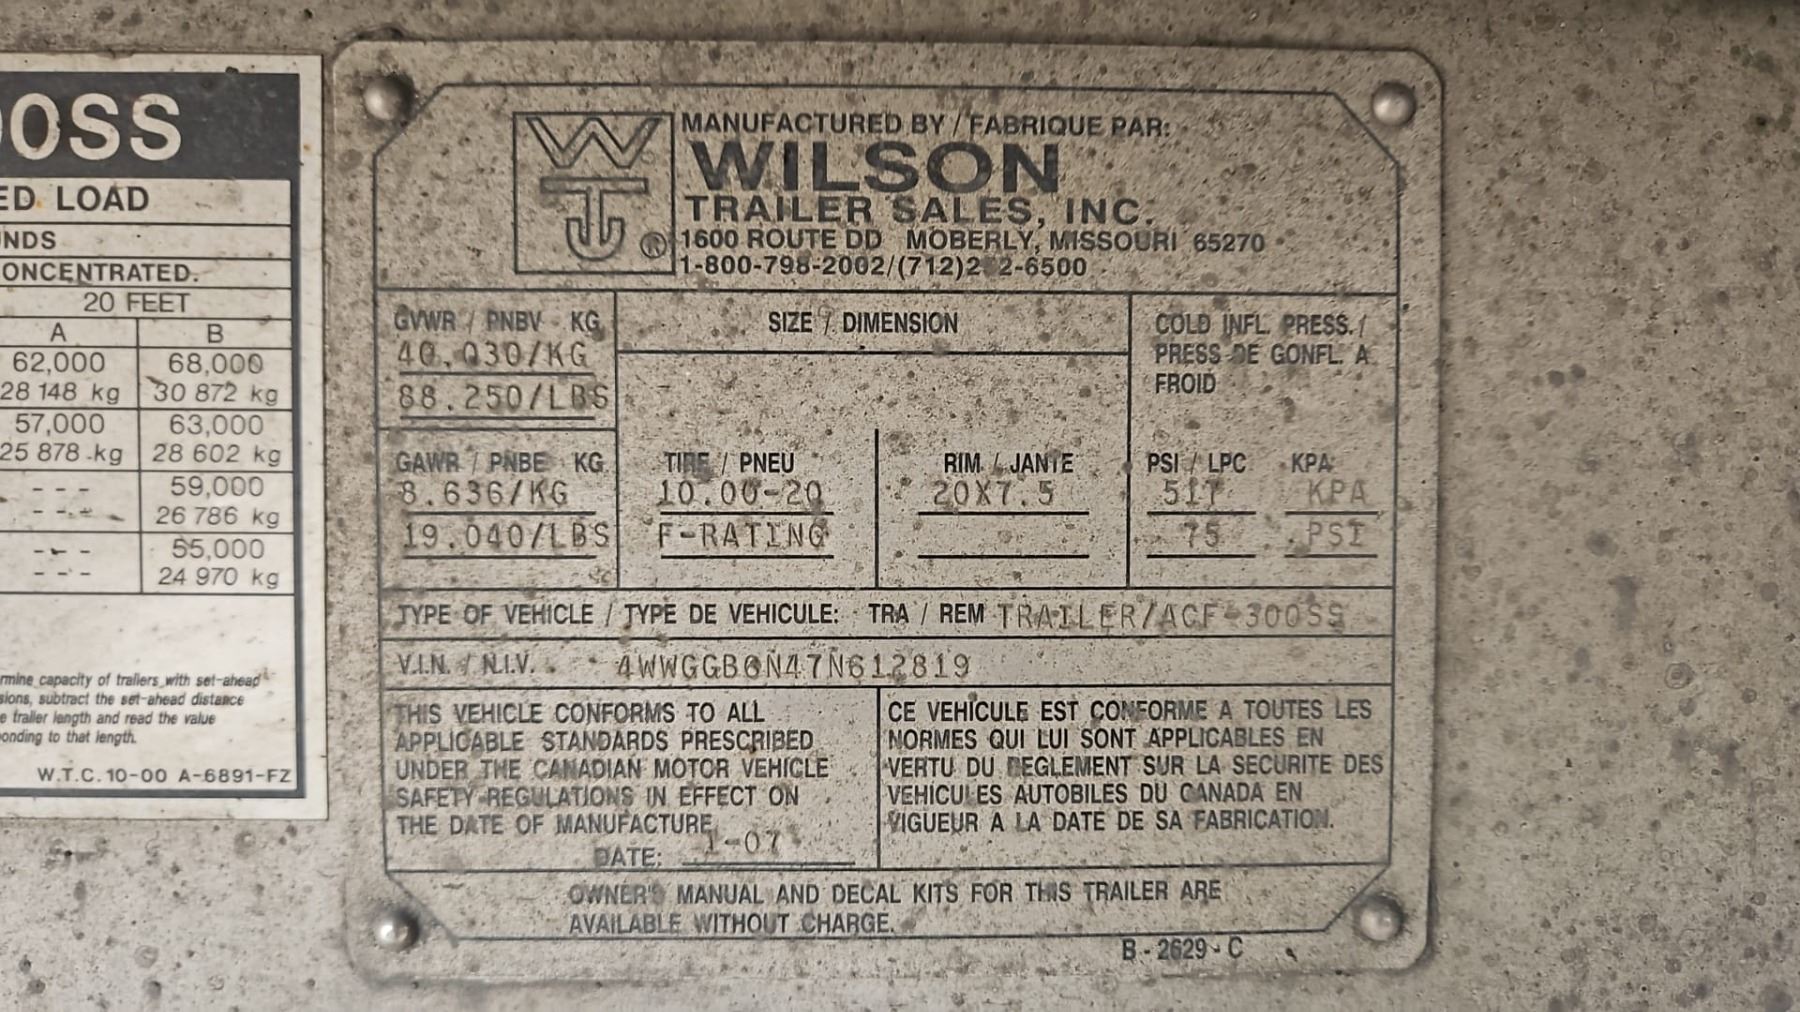 OSS
ED LOAD
NDS
ONCENTRATED.
20 FEET
A B
62,000 68,000
28 148 kg 30 872 kg
57,000 63,000
25 878 kg 28 602 kg
--- 59,000
--- 26 786 kg
--- 55,000
--- 24 970 kg
rmine capacity of trailers with set-ahead
sions, subtract the set-ahead distance
e trailer length and read the value
onding to that length.
W.T.C. 10-00 A-6891-FZ
WTJ ®
MANUFACTURED BY / FABRIQUE PAR:
WILSON
TRAILER SALES, INC.
1600 ROUTE DD MOBERLY, MISSOURI 65270
1-800-798-2002/
GVWR / PNBV KG
40.030/KG
88.250/LBS
SIZE / DIMENSION
COLD INFL. PRESS. /
PRESS DE GONFL. A
FROID
GAWR / PNBE KG
8.636/KG
19.040/LBS
TIRE / PNEU
10.00-20
F-RATING
RIM / JANTE
20X7.5
PSI / LPC KPA
517 KPA
75 PSI
TYPE OF VEHICLE / TYPE DE VEHICULE: TRA / REM TRAILER/ACF-300SS
V.I.N. / N.I.V. 4WWGGB6N47N612819
THIS VEHICLE CONFORMS TO ALL
APPLICABLE STANDARDS PRESCRIBED
UNDER THE CANADIAN MOTOR VEHICLE
SAFETY REGULATIONS IN EFFECT ON
THE DATE OF MANUFACTURE
DATE: 1-07
CE VEHICULE EST CONFORME A TOUTES LES
NORMES QUI LUI SONT APPLICABLES EN
VERTU DU REGLEMENT SUR LA SECURITE DES
VEHICULES AUTOBILES DU CANADA EN
VIGUEUR A LA DATE DE SA FABRICATION.
OWNER'S MANUAL AND DECAL KITS FOR THIS TRAILER ARE
AVAILABLE WITHOUT CHARGE.
B-2629-C